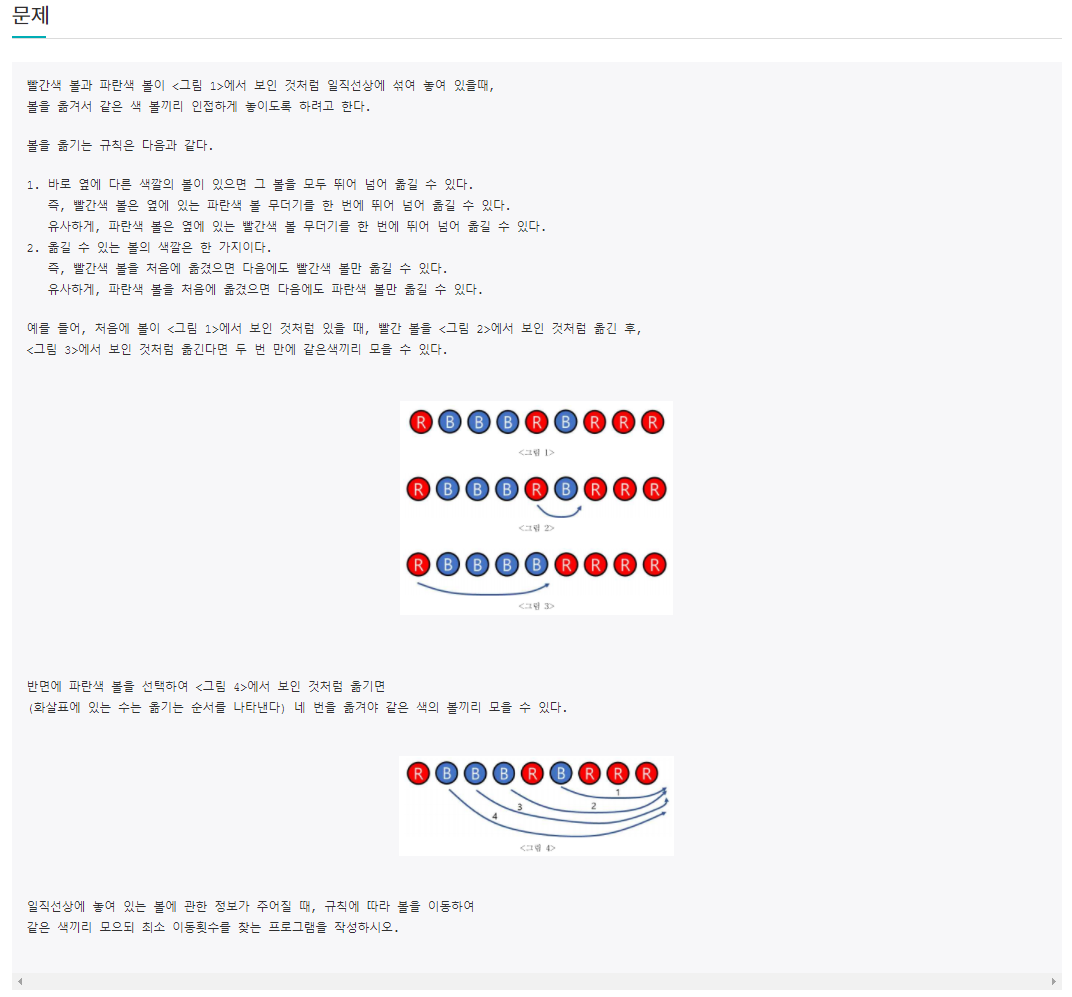 문제
빨간색 볼과 파란색 볼이 <그림 1>에서 보인 것처럼 일직선상에 섞여 놓여 있을때,
볼을 옮겨서 같은 색 볼끼리 인접하게 놓이도록 하려고 한다.
볼을 옮기는 규칙은 다음과 같다.
1. 바로 옆에 다른 색깔의 볼이 있으면 그 볼을 모두 뛰어 넘어 옮길 수 있다.
즉, 빨간색 볼은 옆에 있는 파란색 볼 무더기를 한 번에 뛰어 넘어 옮길 수 있다.
유사하게, 파란색 볼은 옆에 있는 빨간색 볼 무더기를 한 번에 뛰어 넘어 옮길 수 있다.
2. 옮길 수 있는 볼의 색깔은 한 가지이다.
즉, 빨간색 볼을 처음에 옮겼으면 다음에도 빨간색 볼만 옮길 수 있다.
유사하게, 파란색 볼을 처음에 옮겼으면 다음에도 파란색 볼만 옮길 수 있다.
예를 들어, 처음에 볼이 <그림 1>에서 보인 것처럼 있을 때, 빨간 볼을 <그림 2>에서 보인 것처럼 옮긴 후,
<그림 3>에서 보인 것처럼 옮긴다면 두 번 만에 같은색끼리 모을 수 있다.
R B B B R B R R R
<그림 1>
R B B B R B R R R
<그림 2>
R B B B B R R R R
<그림 3>
반면에 파란색 볼을 선택하여 <그림 4>에서 보인 것처럼 옮기면
(화살표에 있는 수는 옮기는 순서를 나타낸다) 네 번을 옮겨야 같은 색의 볼끼리 모을 수 있다.
R B B B R B R R R
1
2
3
4
<그림 4>
일직선상에 놓여 있는 볼에 관한 정보가 주어질 때, 규칙에 따라 볼을 이동하여
같은 색끼리 모으되 최소 이동횟수를 찾는 프로그램을 작성하시오.